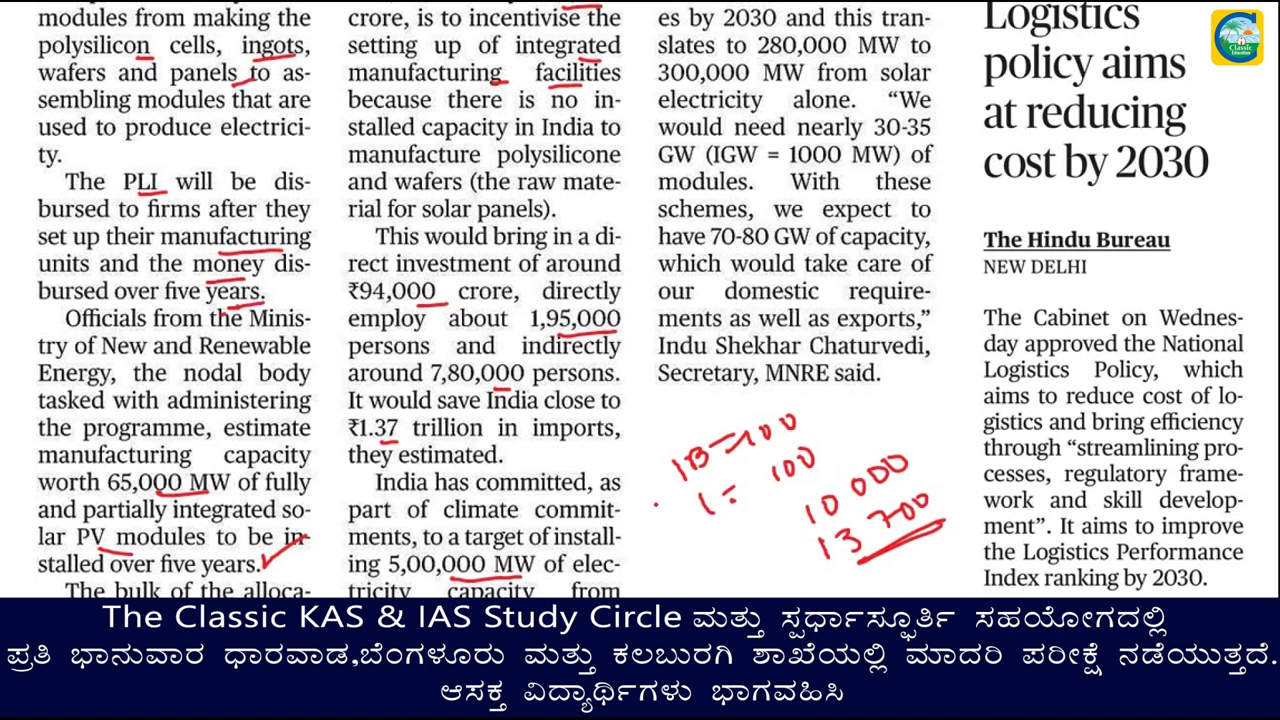 modules from making the
polysilicon cells, ingots,
wafers and panels to as-
sembling modules that are
used to produce electrici-
ty.
The PLI will be dis-
bursed to firms after they
set up their manufacturing
units and the money dis-
bursed over five years.
Officials from the Minis-
try of New and Renewable
Energy, the nodal body
tasked with administering
the programme, estimate
manufacturing capacity
worth 65,000 MW of fully
and partially integrated so-
lar PV modules to be in-
stalled over five years.
The bulk of the alloca-
crore, is to incentivise the
setting up of integrated
manufacturing facilities
because there is no in-
stalled capacity in India to
manufacture polysilicone
and wafers (the raw mate-
rial for solar panels).
This would bring in a di-
rect investment of around
₹94,000 crore, directly
employ about 1,95,000
persons and indirectly
around 7,80,000 persons.
It would save India close to
₹1.37 trillion in imports,
they estimated.
India has committed, as
part of climate commit-
ments, to a target of install-
ing 5,00,000 MW of elec-
tricity capacity from
es by 2030 and this tran-
slates to 280,000 MW to
300,000 MW from solar
electricity alone. “We
would need nearly 30-35
GW (IGW = 1000 MW) of
modules. With these
schemes, we expect to
have 70-80 GW of capacity,
which would take care of
our domestic require-
ments as well as exports,”
Indu Shekhar Chaturvedi,
Secretary, MNRE said.
100
1 = 100
10 000
13 700
Logistics
policy aims
at reducing
cost by 2030
The Hindu Bureau
NEW DELHI
The Cabinet on Wednes-
day approved the National
Logistics Policy, which
aims to reduce cost of lo-
gistics and bring efficiency
through “streamlining pro-
cesses, regulatory frame-
work and skill develop-
ment”. It aims to improve
the Logistics Performance
Index ranking by 2030.
Classic
Education
The Classic KAS & IAS Study Circle ಮತ್ತು ಸ್ಪರ್ಧಾಸ್ಫೂರ್ತಿ ಸಹಯೋಗದಲ್ಲಿ
ಪ್ರತಿ ಭಾನುವಾರ ಧಾರವಾಡ,ಬೆಂಗಳೂರು ಮತ್ತು ಕಲಬುರಗಿ ಶಾಖೆಯಲ್ಲಿ ಮಾದರಿ ಪರೀಕ್ಷೆ ನಡೆಯುತ್ತದೆ.
ಆಸಕ್ತ ವಿದ್ಯಾರ್ಥಿಗಳು ಭಾಗವಹಿಸಿ